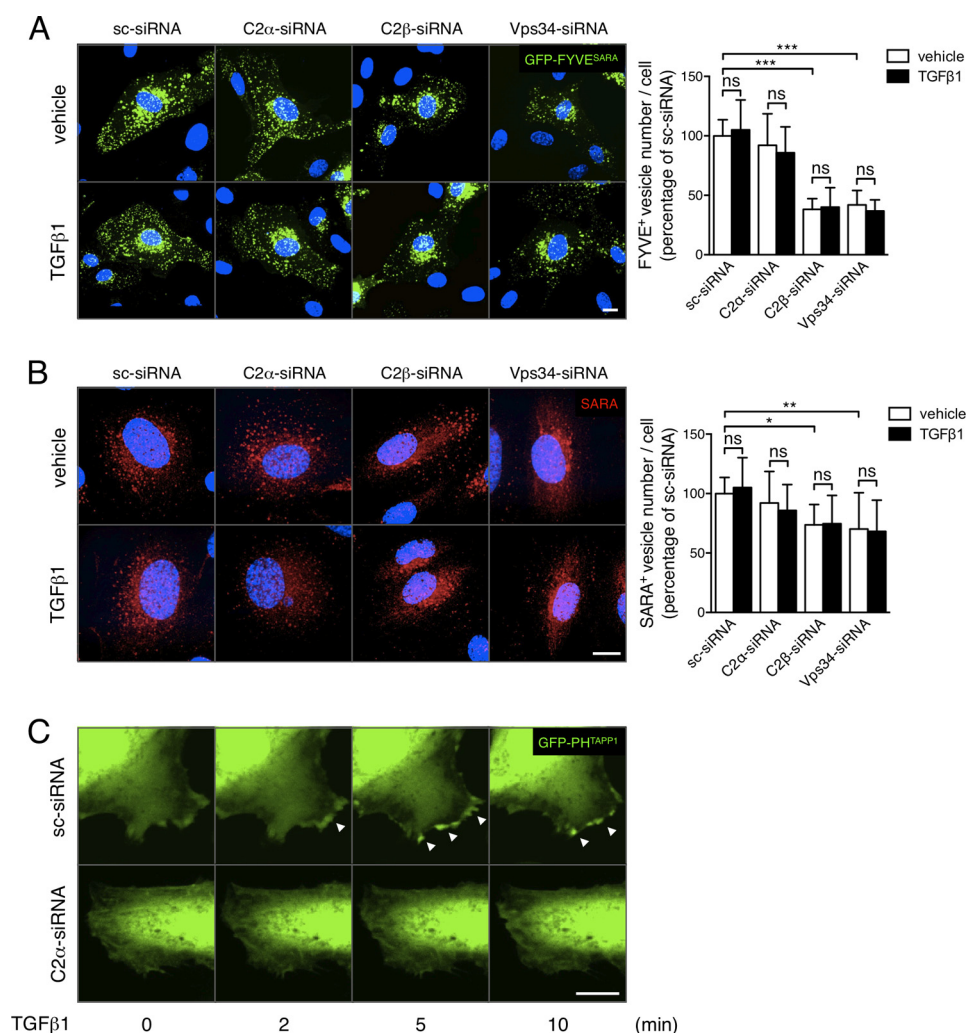 A
sc-siRNA C2α-siRNA C2β-siRNA Vps34-siRNA
GFP-FYVE^SARA
vehicle
TGFβ1
FYVE⁺ vesicle number / cell
(percentage of sc-siRNA)
150
100
50
0
***
***
ns
ns
ns
ns
vehicle
TGFβ1
sc-siRNA
C2α-siRNA
C2β-siRNA
Vps34-siRNA
B
sc-siRNA C2α-siRNA C2β-siRNA Vps34-siRNA
SARA
vehicle
TGFβ1
SARA⁺ vesicle number / cell
(percentage of sc-siRNA)
150
100
50
0
**
*
ns
ns
ns
ns
vehicle
TGFβ1
sc-siRNA
C2α-siRNA
C2β-siRNA
Vps34-siRNA
C
GFP-PH^TAPP1
sc-siRNA
C2α-siRNA
TGFβ1 0 2 5 10 (min)